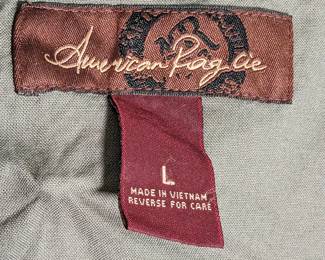 American Rag cie
L
MADE IN VIETNAM
REVERSE FOR CARE